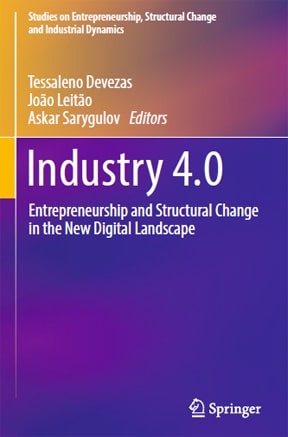 Studies on Entrepreneurship, Structural Change
and Industrial Dynamics
Tessaleno Devezas
João Leitão
Askar Sarygulov Editors
Industry 4.0
Entrepreneurship and Structural Change
in the New Digital Landscape
Springer